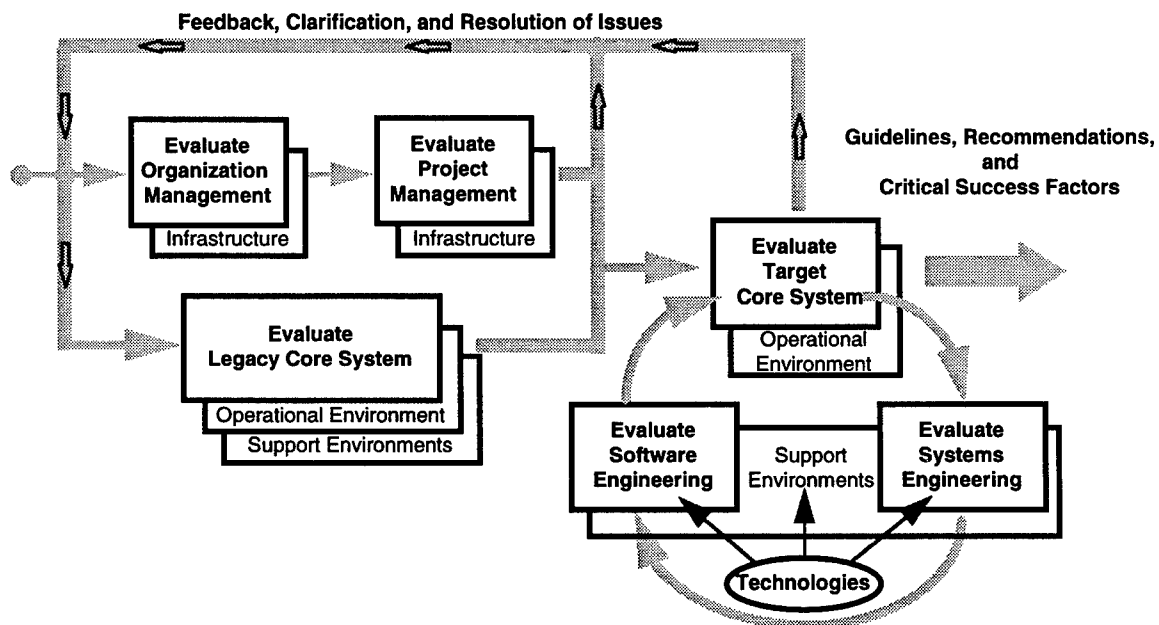 Feedback, Clarification, and Resolution of Issues
Evaluate
Organization
Management
Infrastructure
Evaluate
Project
Management
Infrastructure
Guidelines, Recommendations,
and
Critical Success Factors
Evaluate
Target
Core System
Operational
Environment
Evaluate
Legacy Core System
Operational Environment
Support Environments
Evaluate
Software
Engineering
Support
Environments
Evaluate
Systems
Engineering
Technologies